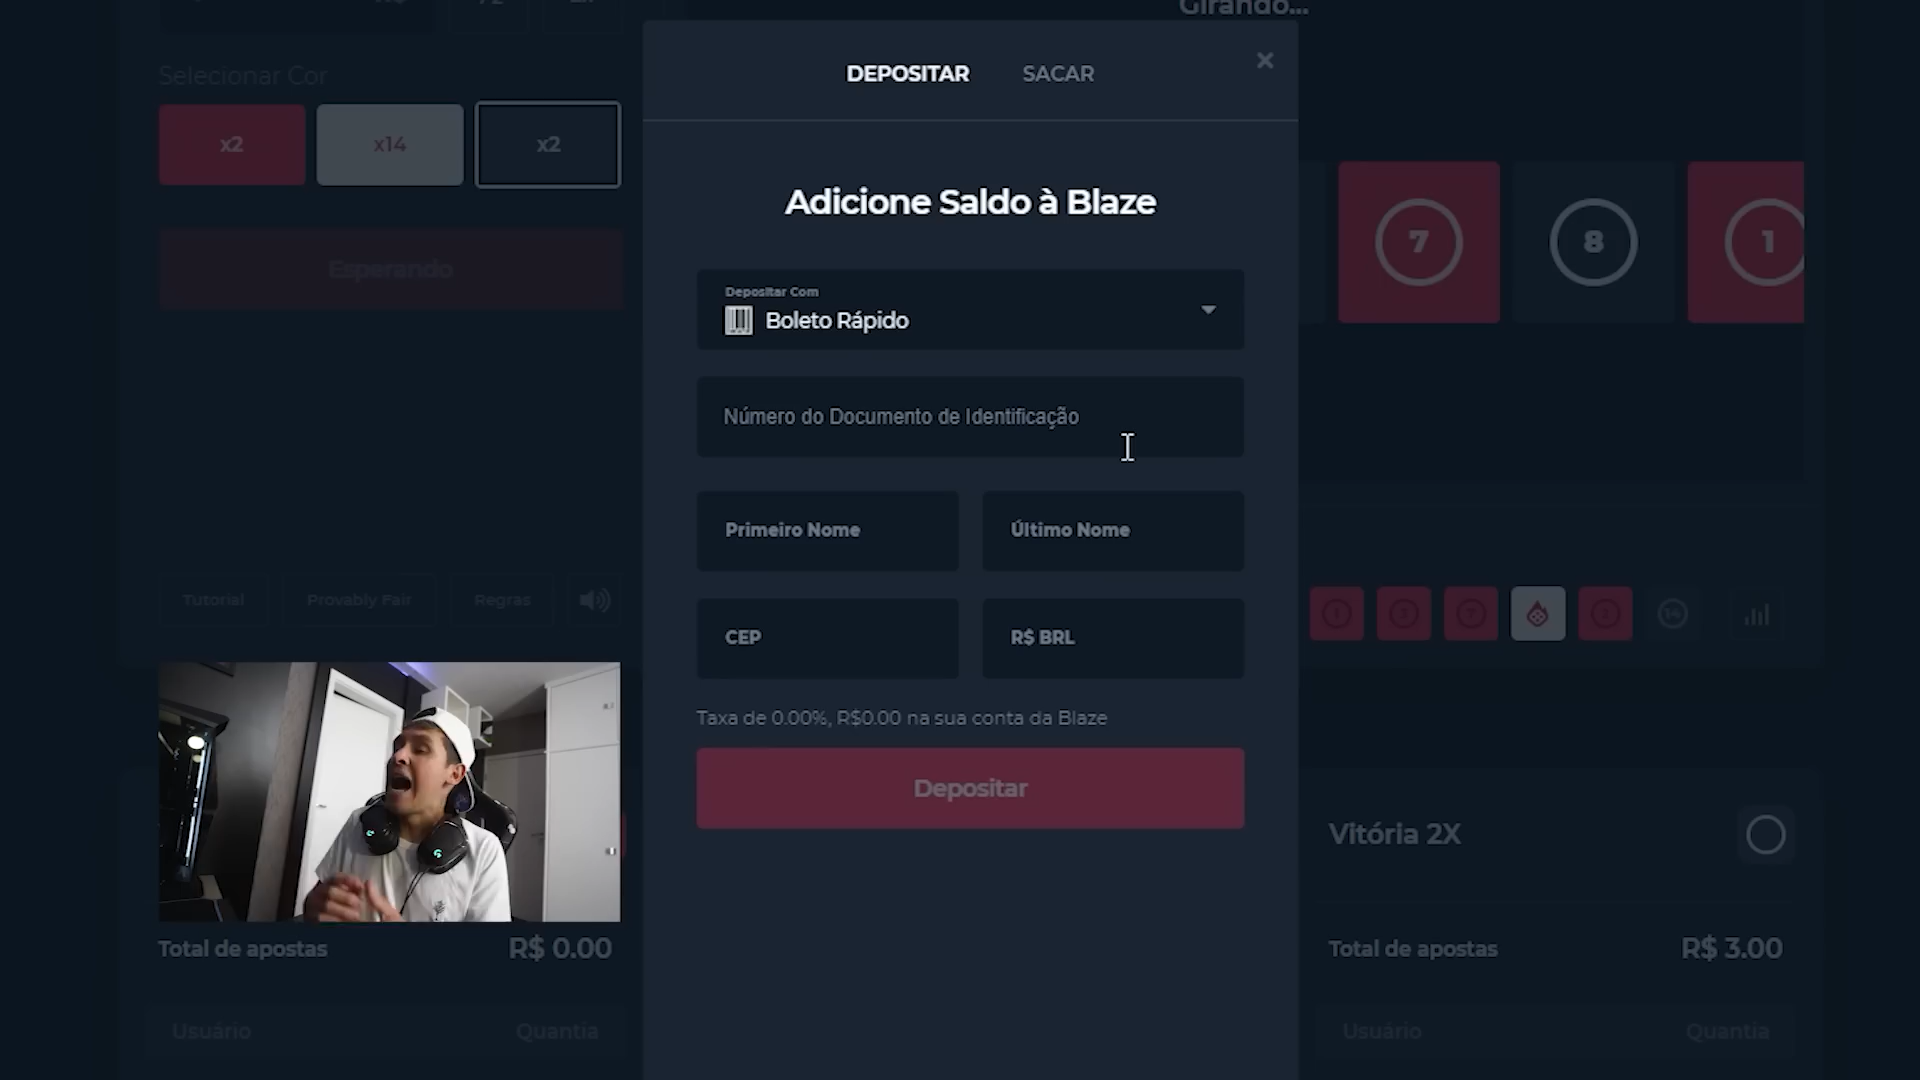 Girando...
DEPOSITAR SACAR
Selecionar Cor
x2 x14 x2
Adicione Saldo à Blaze
7 8 1
Esperando
Depositar Com
Boleto Rápido
Número do Documento de Identificação
Primeiro Nome Último Nome
Tutorial Provably Fair Regras
14
CEP R$ BRL
Taxa de 0.00%, R$0.00 na sua conta da Blaze
Depositar
Vitória 2X
Total de apostas R$ 0.00
Total de apostas R$ 3.00
Usuário Quantia
Usuário Quantia